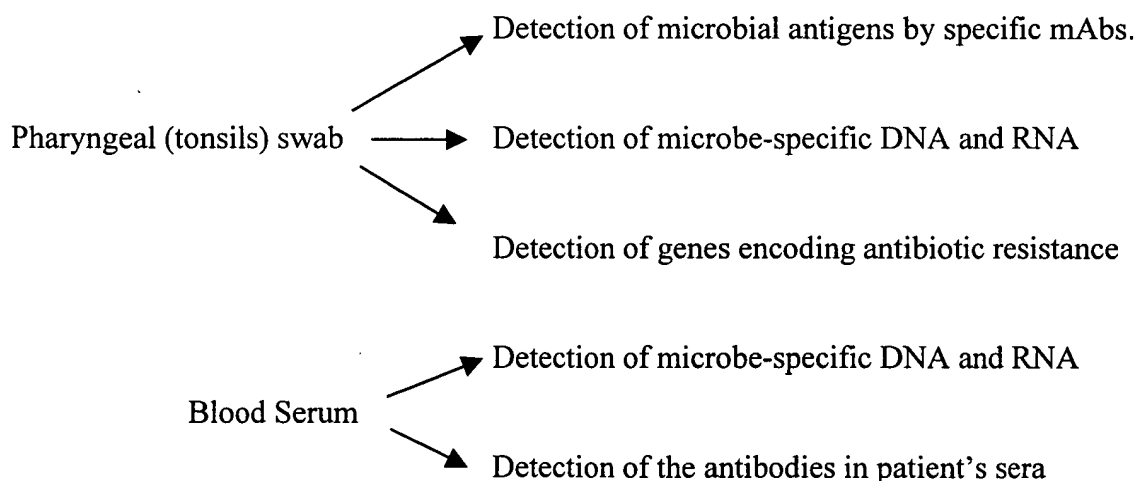 Detection of microbial antigens by specific mAbs.
Pharyngeal (tonsils) swab
Detection of microbe-specific DNA and RNA
Detection of genes encoding antibiotic resistance
Detection of microbe-specific DNA and RNA
Blood Serum
Detection of the antibodies in patient's sera